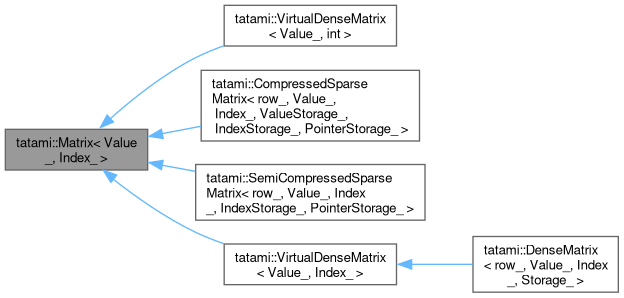 tatami::VirtualDenseMatrix
< Value_, int >
tatami::CompressedSparse
Matrix< row_, Value_,
Index_, ValueStorage_,
IndexStorage_, PointerStorage_ >
tatami::Matrix< Value
_, Index_ >
tatami::SemiCompressedSparse
Matrix< row_, Value_, Index
_, IndexStorage_, PointerStorage_ >
tatami::VirtualDenseMatrix
< Value_, Index_ >
tatami::DenseMatrix
< row_, Value_, Index
_, Storage_ >